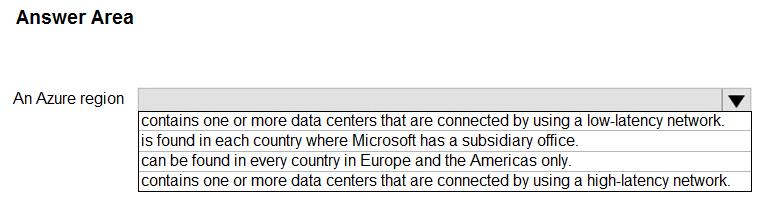 Answer Area
An Azure region
contains one or more data centers that are connected by using a low-latency network.
is found in each country where Microsoft has a subsidiary office.
can be found in every country in Europe and the Americas only.
contains one or more data centers that are connected by using a high-latency network.